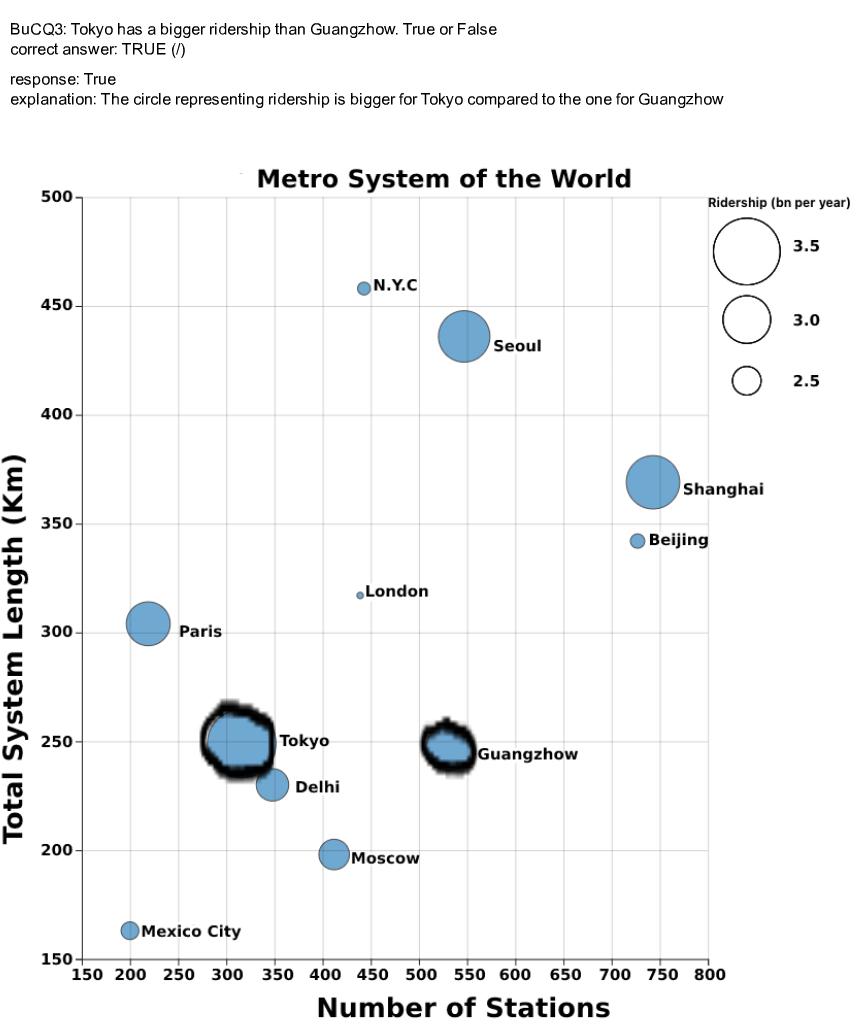 BuCQ3: Tokyo has a bigger ridership than Guangzhow. True or False
correct answer: TRUE (/)
response: True
explanation: The circle representing ridership is bigger for Tokyo compared to the one for Guangzhow
Metro System of the World
Ridership (bn per year)
3.5
3.0
2.5
500
450
400
350
300
250
200
150
Total System Length (Km)
N.Y.C
Seoul
Shanghai
Beijing
London
Paris
Tokyo
Guangzhow
Delhi
Moscow
Mexico City
150 200 250 300 350 400 450 500 550 600 650 700 750 800
Number of Stations